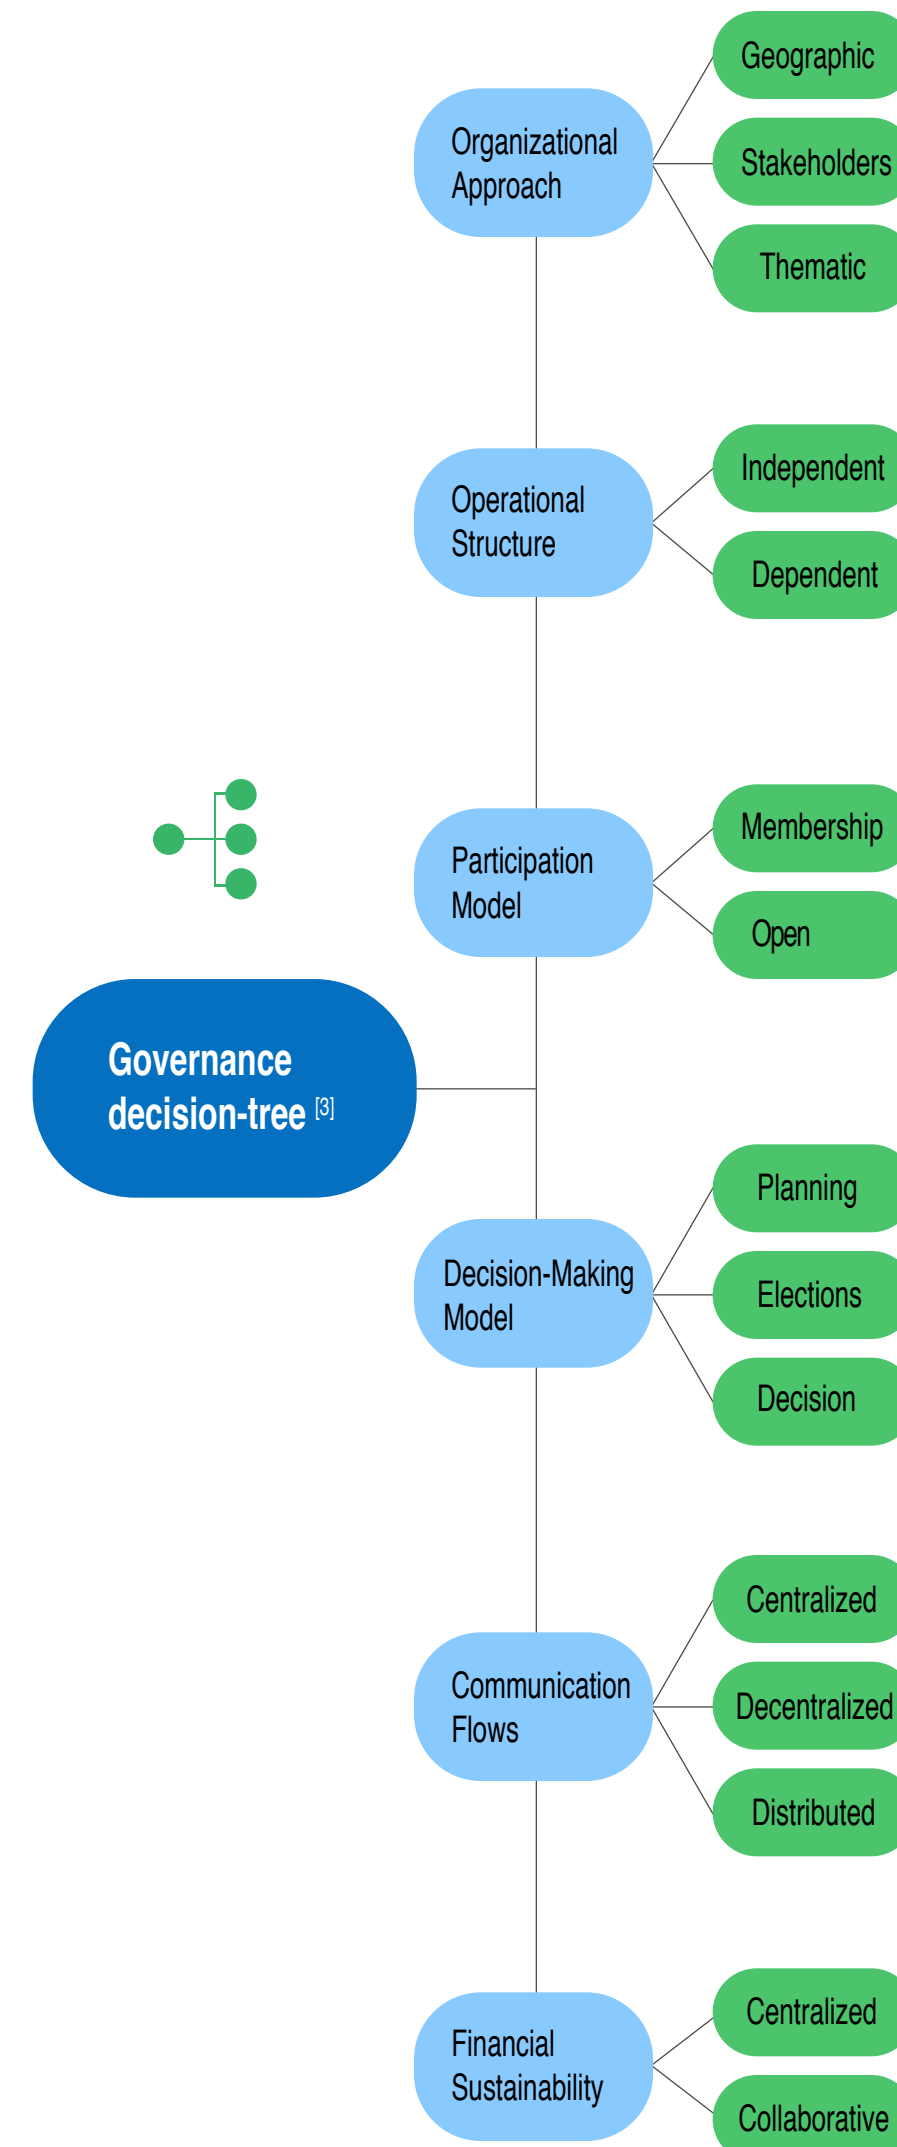 Geographic
Organizational
Approach
Stakeholders
Thematic
Independent
Operational
Structure
Dependent
Membership
Participation
Model
Open
Governance
decision-tree [3]
Planning
Decision-Making
Model
Elections
Decision
Centralized
Communication
Flows
Decentralized
Distributed
Centralized
Financial
Sustainability
Collaborative